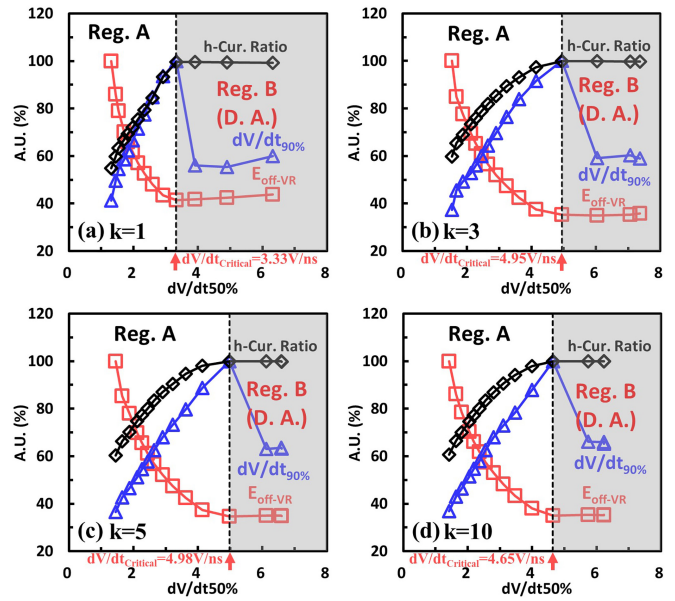 120
100
80
60
40
20
A.U. (%)
Reg. A
h-Cur. Ratio
Reg. B
(D. A.)
dV/dt90%
Eoff-VR
(a) k=1
dV/dtCritical=3.33V/ns
0
2
4
6
8
dV/dt50%
120
100
80
60
40
20
A.U. (%)
Reg. A
h-Cur. Ratio
Reg. B
(D. A.)
dV/dt90%
Eoff-VR
(b) k=3
dV/dtCritical=4.95V/ns
0
2
4
6
8
dV/dt50%
120
100
80
60
40
20
A.U. (%)
Reg. A
h-Cur. Ratio
Reg. B
(D. A.)
dV/dt90%
Eoff-VR
(c) k=5
dV/dtCritical=4.98V/ns
0
2
4
6
8
dV/dt50%
120
100
80
60
40
20
A.U. (%)
Reg. A
h-Cur. Ratio
Reg. B
(D. A.)
dV/dt90%
Eoff-VR
(d) k=10
dV/dtCritical=4.65V/ns
0
2
4
6
8
dV/dt50%